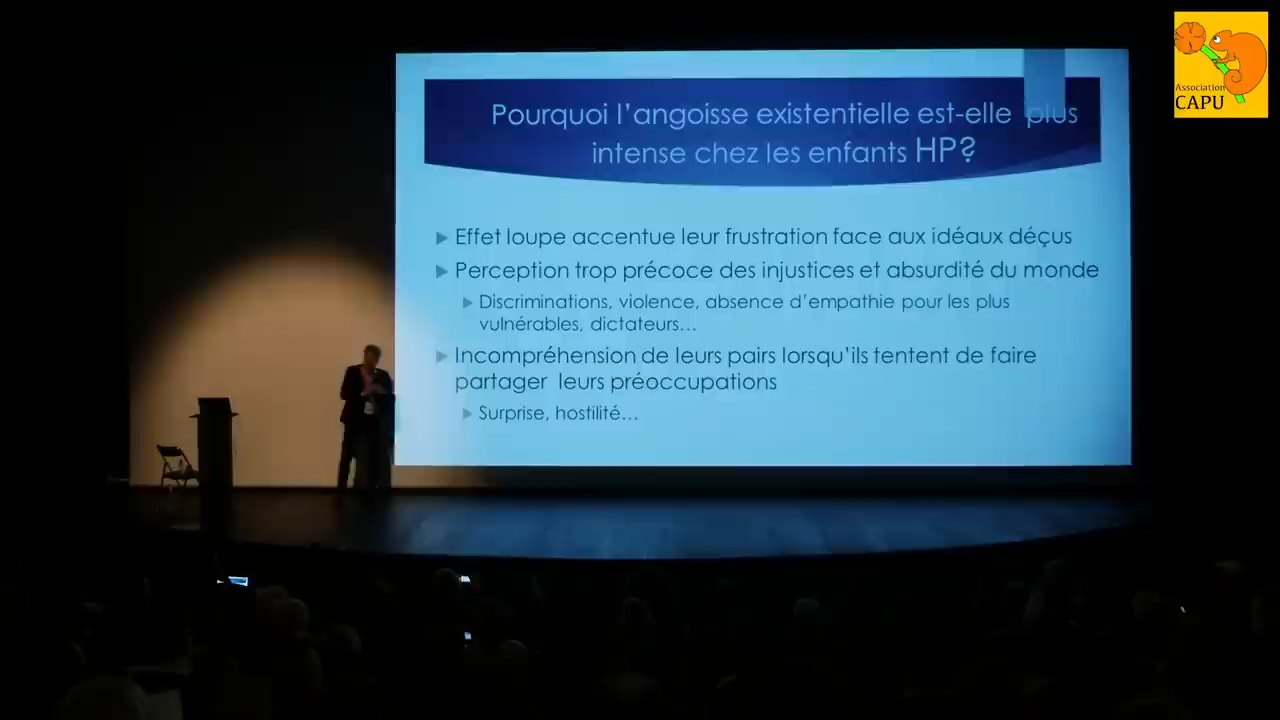 Association
CAPU
Pourquoi l'angoisse existentielle est-elle plus
intense chez les enfants HP?
Effet loupe accentue leur frustration face aux idéaux déçus
Perception trop précoce des injustices et absurdité du monde
Discriminations, violence, absence d'empathie pour les plus
vulnérables, dictateurs...
Incompréhension de leurs pairs lorsqu'ils tentent de faire
partager leurs préoccupations
Surprise, hostilité...